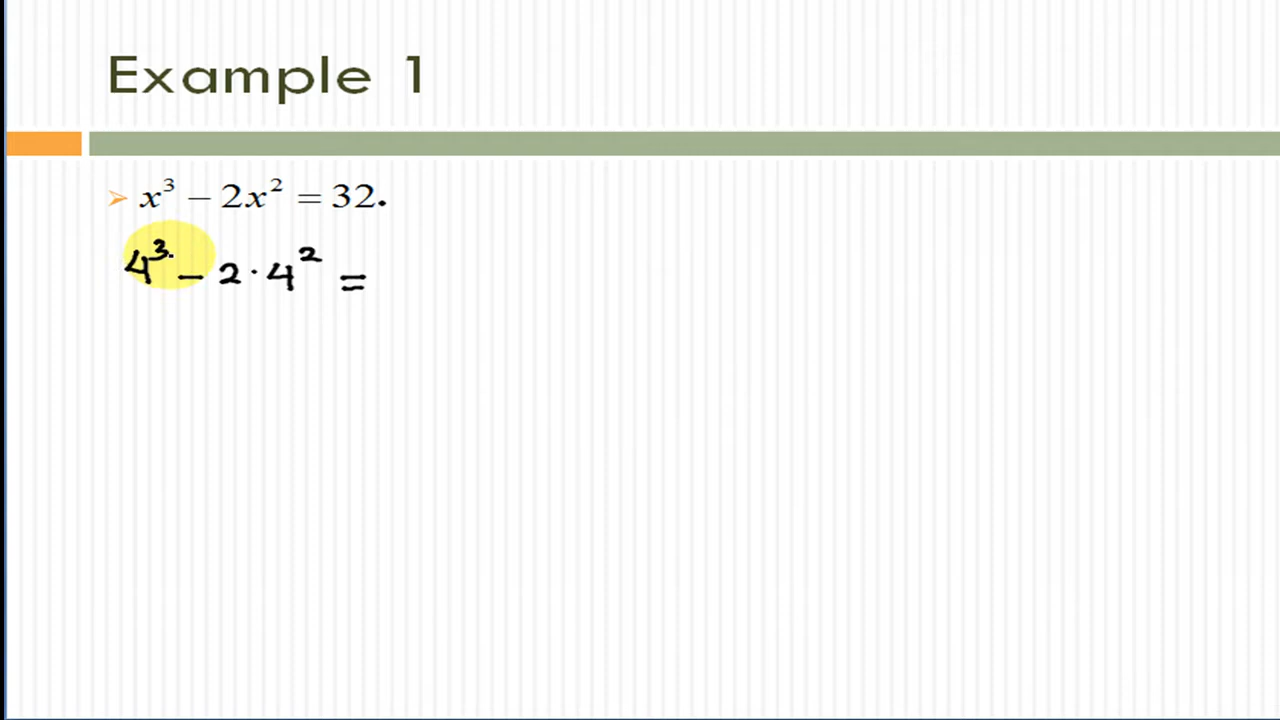 Example 1
➢ x³ − 2x² = 32.
4³ − 2 · 4² =